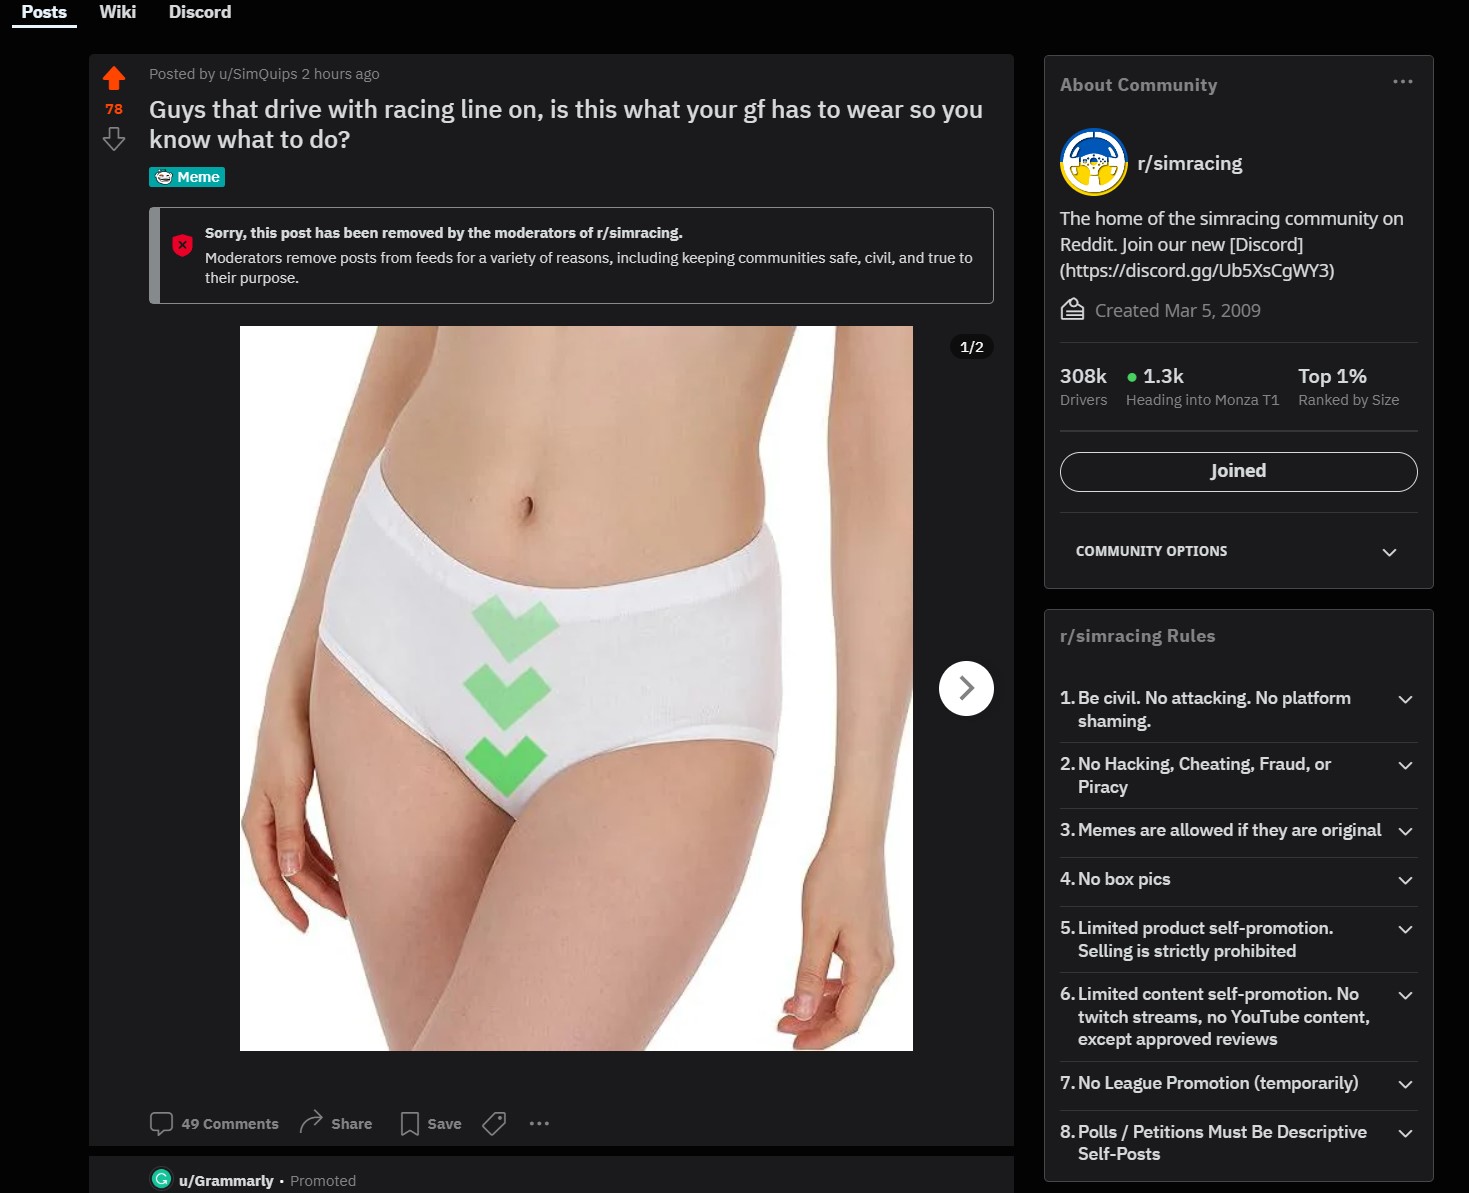 Posts Wiki Discord
Posted by u/SimQuips 2 hours ago
78
Guys that drive with racing line on, is this what your gf has to wear so you
know what to do?
Meme
Sorry, this post has been removed by the moderators of r/simracing.
Moderators remove posts from feeds for a variety of reasons, including keeping communities safe, civil, and true to
their purpose.
1/2
49 Comments Share Save
u/Grammarly • Promoted
About Community
r/simracing
The home of the simracing community on
Reddit. Join our new [Discord]
(https://discord.gg/Ub5XsCgWY3)
Created Mar 5, 2009
308k 1.3k Top 1%
Drivers Heading into Monza T1 Ranked by Size
Joined
COMMUNITY OPTIONS
r/simracing Rules
1. Be civil. No attacking. No platform
shaming.
2. No Hacking, Cheating, Fraud, or
Piracy
3. Memes are allowed if they are original
4. No box pics
5. Limited product self-promotion.
Selling is strictly prohibited
6. Limited content self-promotion. No
twitch streams, no YouTube content,
except approved reviews
7. No League Promotion (temporarily)
8. Polls / Petitions Must Be Descriptive
Self-Posts